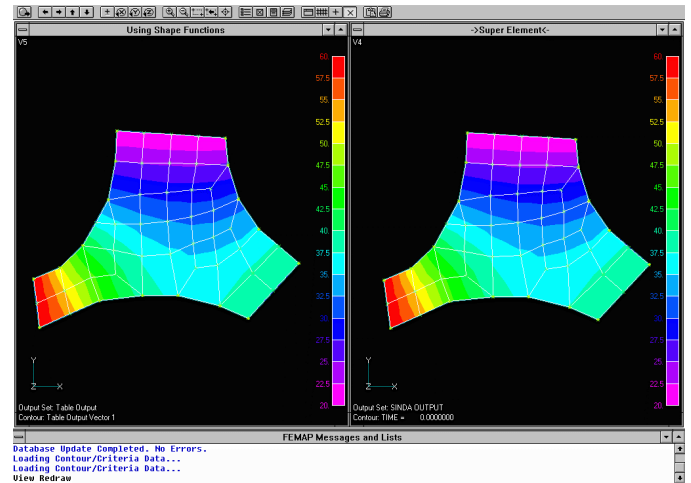 Using Shape Functions
V5
60.
57.5
55.
52.5
50.
47.5
45.
42.5
40.
37.5
35.
32.5
30.
27.5
25.
22.5
20.
Y
Z X
Output Set: Table Output
Contour: Table Output Vector 1
->Super Element<-
V4
60.
57.5
55.
52.5
50.
47.5
45.
42.5
40.
37.5
35.
32.5
30.
27.5
25.
22.5
20.
Y
Z X
Output Set: SINDA OUTPUT
Contour: TIME = 0.0000000
FEMAP Messages and Lists
Database Update Completed. No Errors.
Loading Contour/Criteria Data...
Loading Contour/Criteria Data...
View Redraw